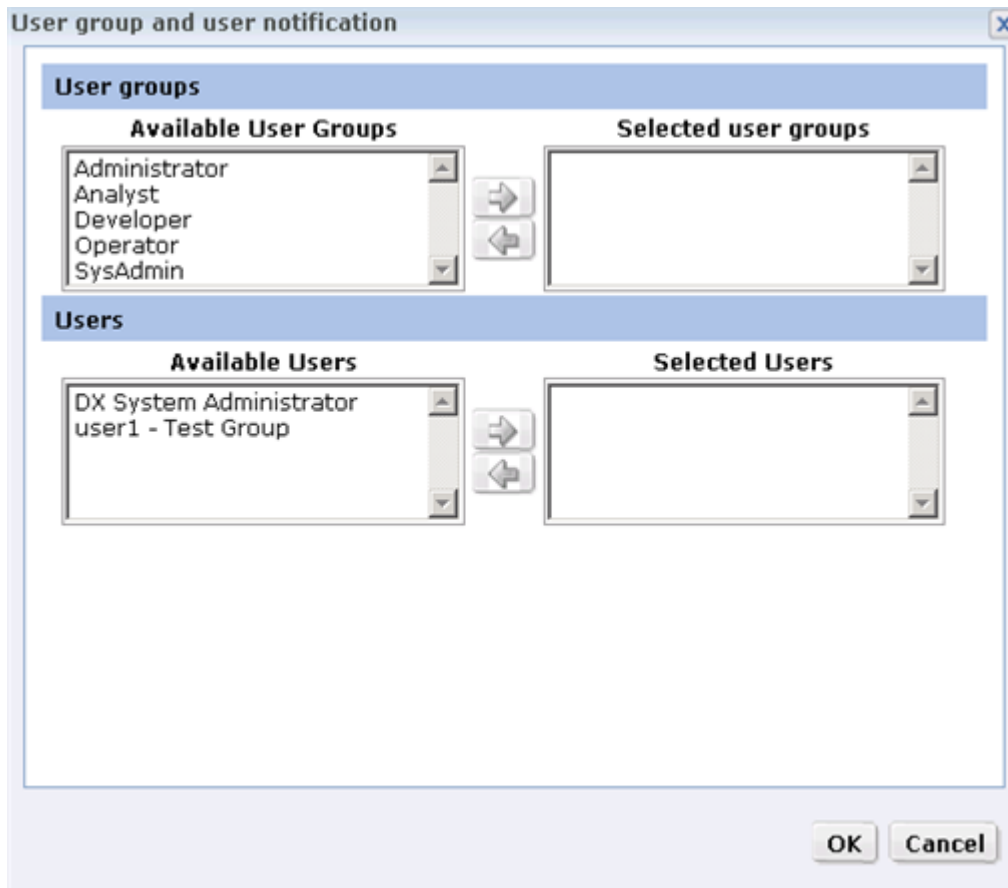 User group and user notification
User groups
Available User Groups
Selected user groups
Administrator
Analyst
Developer
Operator
SysAdmin
Users
Available Users
Selected Users
DX System Administrator
user1 - Test Group
OK
Cancel